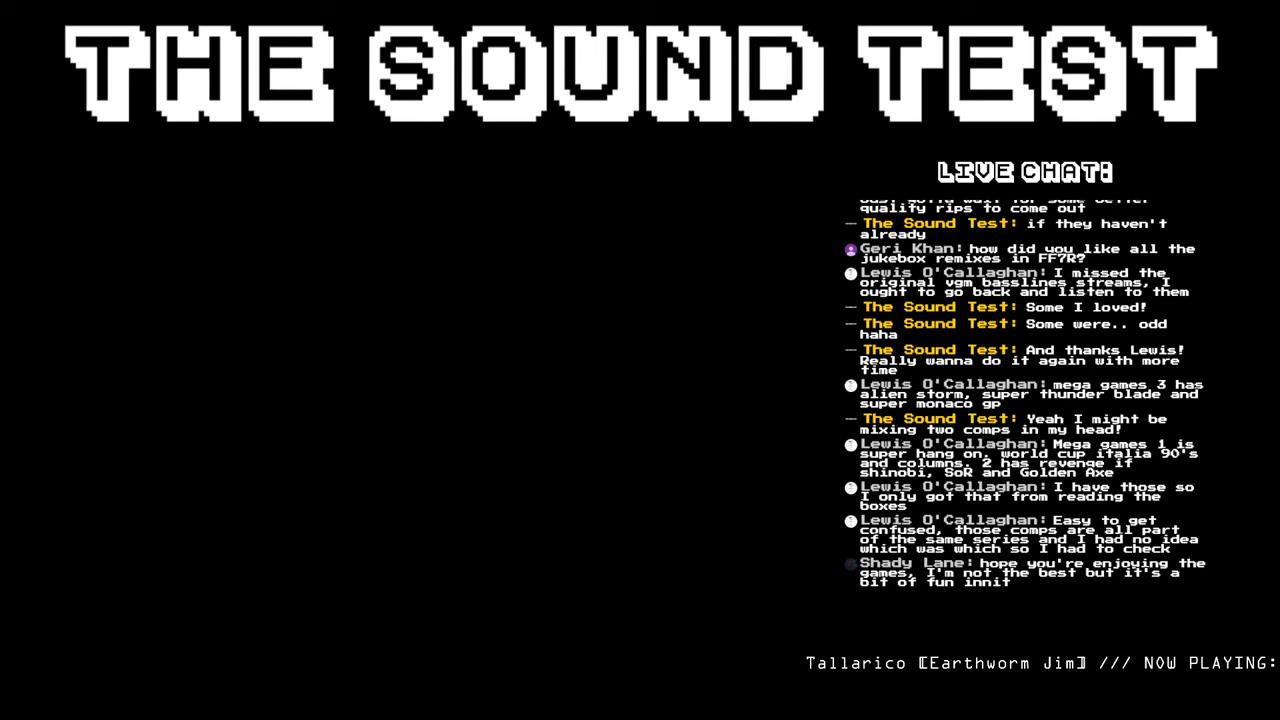 THE SOUND TEST
LIVE CHAT:
quality rips to come out
— The Sound Test: if they haven't
already
Geri Khan: how did you like all the
jukebox remixes in FF7R?
Lewis O'Callaghan: I missed the
original vgm basslines streams, I
ought to go back and listen to them
— The Sound Test: Some I loved!
— The Sound Test: Some were.. odd
haha
— The Sound Test: And thanks Lewis!
Really wanna do it again with more
time
Lewis O'Callaghan: mega games 3 has
alien storm, super thunder blade and
super monaco gp
— The Sound Test: Yeah I might be
mixing two comps in my head!
Lewis O'Callaghan: Mega games 1 is
super hang on. world cup italia 90's
and columns. 2 has revenge if
shinobi, SoR and Golden Axe
Lewis O'Callaghan: I have those so
I only got that from reading the
boxes
Lewis O'Callaghan: Easy to get
confused, those comps are all part
of the same series and I had no idea
which was which so I had to check
Shady Lane: hope you're enjoying the
games, I'm not the best but it's a
bit of fun innit
Tallarico [Earthworm Jim] /// NOW PLAYING: